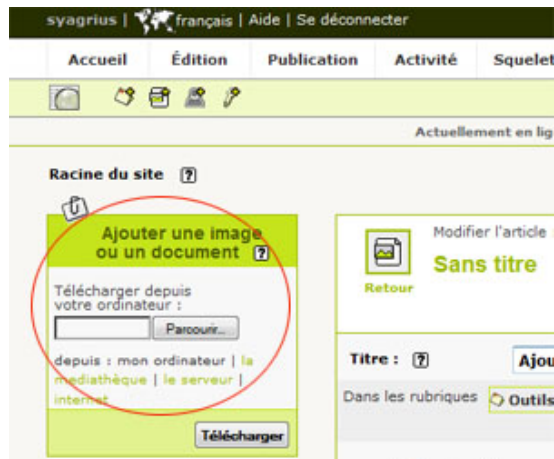 syagrius | français | Aide | Se déconnecter
Accueil Édition Publication Activité Squelet
Actuellement en lig
Racine du site ?
Ajouter une image
ou un document ?
Télécharger depuis
votre ordinateur :
Parcourir...
depuis : mon ordinateur | la
mediathèque | le serveur |
internet
Télécharger
Modifier l'article :
Sans titre
Retour
Titre : ? Ajou
Dans les rubriques Outils